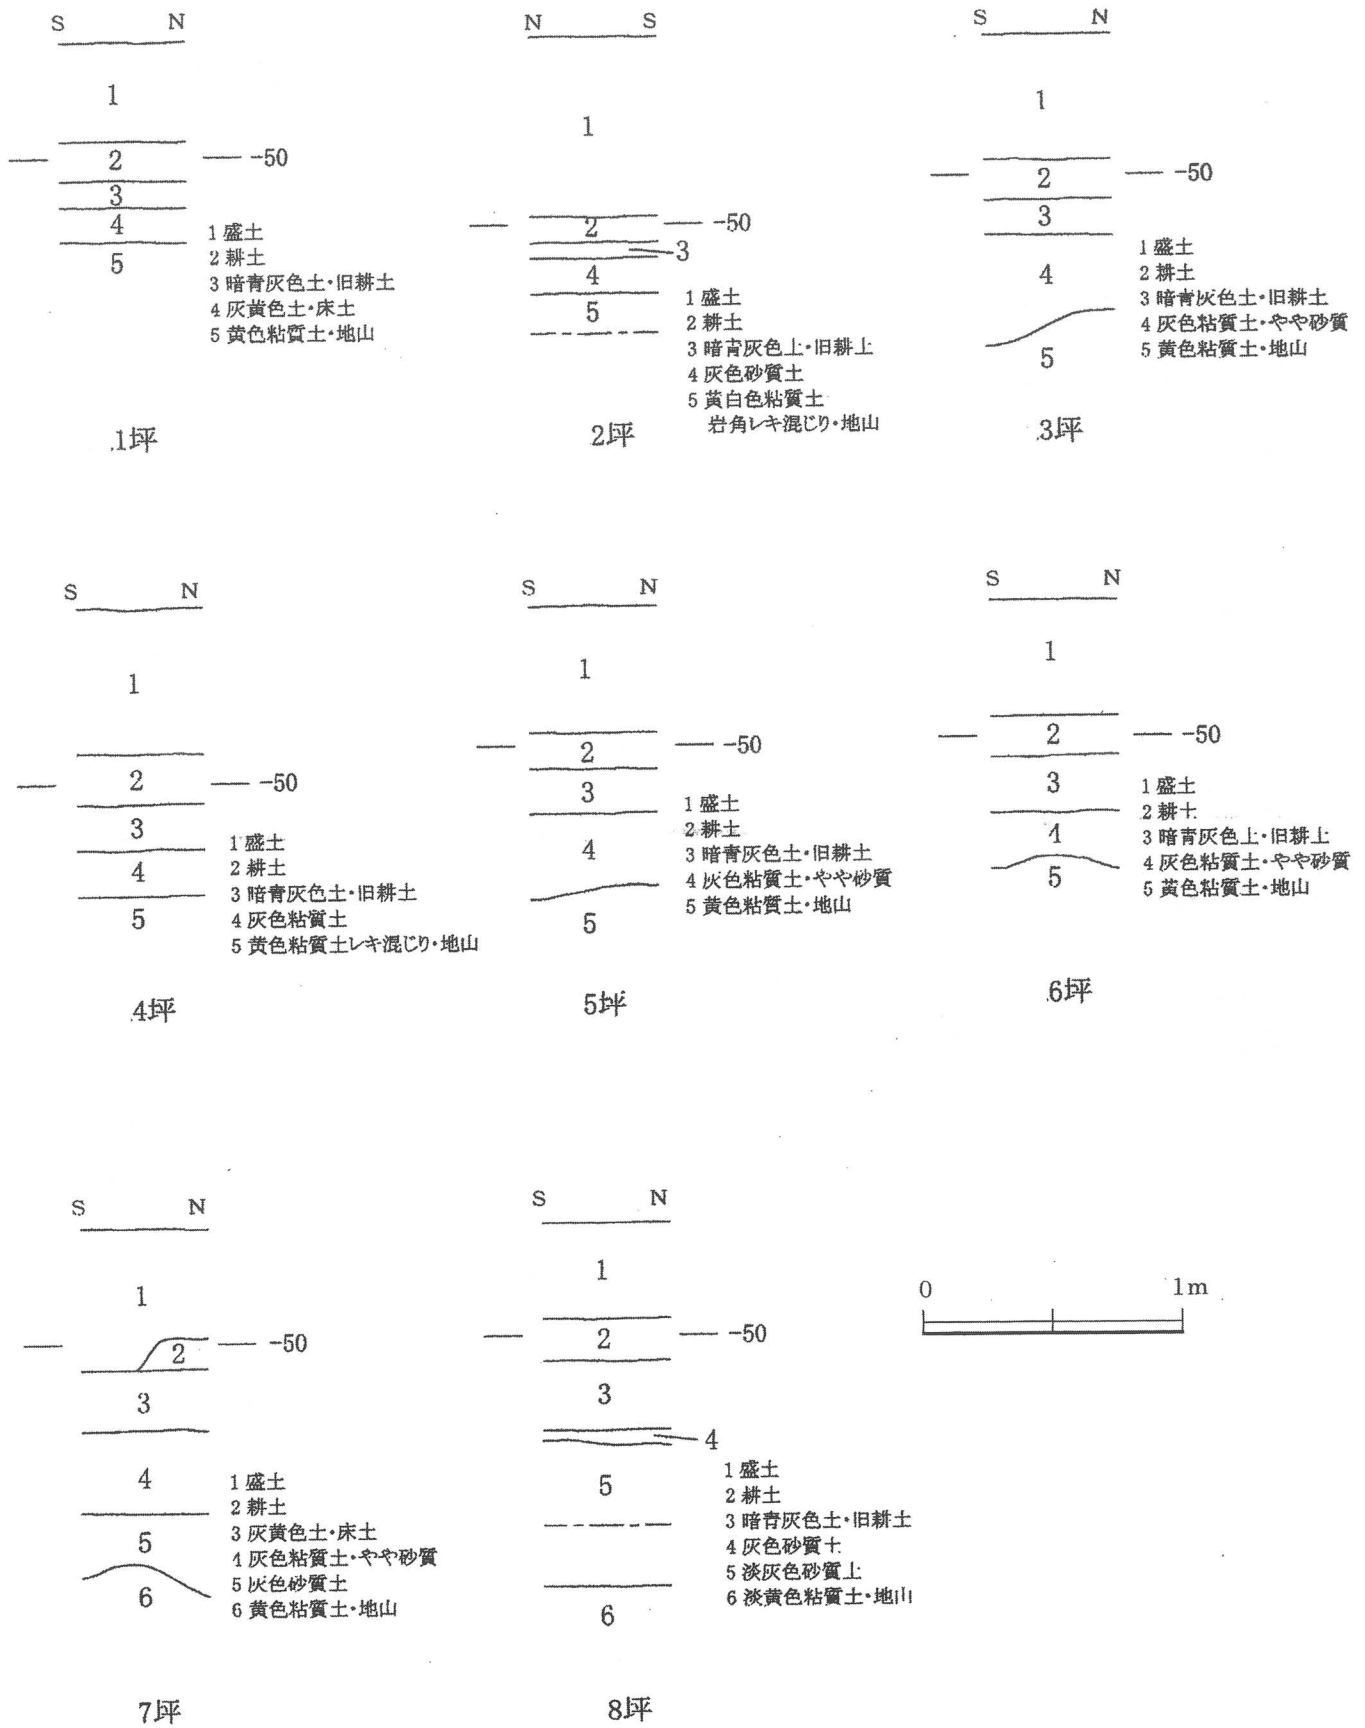 S N
1
2
-50
3
4
5
1 盛土
2 耕土
3 暗青灰色土・旧耕土
4 灰黄色土・床土
5 黄色粘質土・地山
1坪
N S
1
2
-50
3
4
5
1 盛土
2 耕土
3 暗青灰色土・旧耕土
4 灰色砂質土
5 黄白色粘質土
岩角レキ混じり・地山
2坪
S N
1
2
-50
3
4
5
1 盛土
2 耕土
3 暗青灰色土・旧耕土
4 灰色粘質土・やや砂質
5 黄色粘質土・地山
3坪
S N
1
2
-50
3
4
5
1 盛土
2 耕土
3 暗青灰色土・旧耕土
4 灰色粘質土
5 黄色粘質土レキ混じり・地山
4坪
S N
1
2
-50
3
4
5
1 盛土
2 耕土
3 暗青灰色土・旧耕土
4 灰色粘質土・やや砂質
5 黄色粘質土・地山
5坪
S N
1
2
-50
3
4
5
1 盛土
2 耕土
3 暗青灰色土・旧耕土
4 灰色粘質土・やや砂質
5 黄色粘質土・地山
6坪
S N
1
2
-50
3
4
5
6
1 盛土
2 耕土
3 灰黄色土・床土
4 灰色粘質土・やや砂質
5 灰色砂質土
6 黄色粘質土・地山
7坪
S N
1
2
-50
3
4
5
6
1 盛土
2 耕土
3 暗青灰色土・旧耕土
4 灰色砂質土
5 淡灰色砂質土
6 淡黄色粘質土・地山
8坪
0 1m